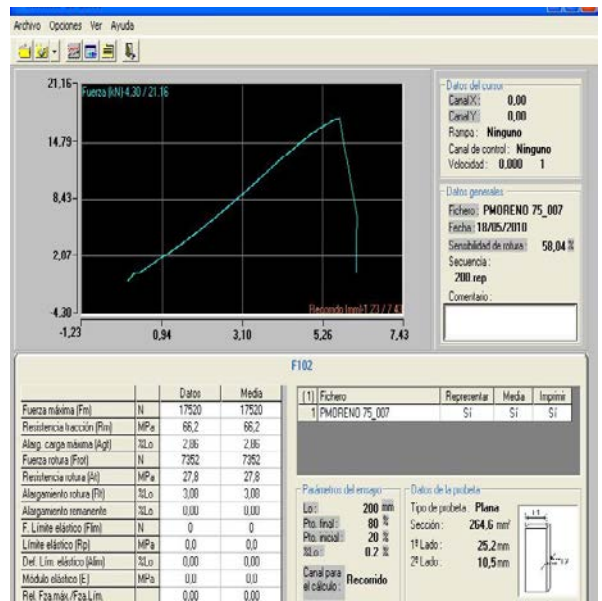 Archivo Opciones Ver Ayuda
21,16
Fuerza (kN)-4,30 / 21,16
14,79
8,43
2,07
-4,30
Recorrido (mm)-1,23 / 7,43
-1,23 0,94 3,10 5,26 7,43
Datos del cursor
Canal X: 0,00
Canal Y: 0,00
Rampa: Ninguno
Canal de control: Ninguno
Velocidad: 0,000 1
Datos generales
Fichero: PMORENO 75_007
Fecha: 18/05/2010
Sensibilidad de rotura: 58,04 %
Secuencia:
200.rep
Comentario:
F102
Datos Media
Fuerza máxima (Fm) N 17520 17520
Resistencia tracción (Rm) MPa 66,2 66,2
Alarg. carga máxima (Agt) %Lo 2,86 2,86
Fuerza rotura (Frot) N 7352 7352
Resistencia rotura (At) MPa 27,8 27,8
Alargamiento rotura (Rt) %Lo 3,00 3,00
Alargamiento remanente %Lo 0,00 0,00
F. Límite elástico (Flim) N 0 0
Límite elástico (Rp) MPa 0,0 0,0
Def. Lím. elástico (Alim) %Lo 0,00 0,00
Módulo elástico (E) MPa 0,0 0,0
Rel. Fza.máx./Fza.Lím. 0,00 0,00
(1) Fichero Representar Media Imprimir
1 PMORENO 75_007 Sí Sí Sí
Parámetros del ensayo
Lo: 200 mm
Pto. final: 80 %
Pto. inicial: 20 %
%Lo: 0.2 %
Canal para el cálculo: Recorrido
Datos de la probeta
Tipo de probeta: Plana
Sección: 264,6 mm²
1º Lado: 25,2 mm
2º Lado: 10,5 mm